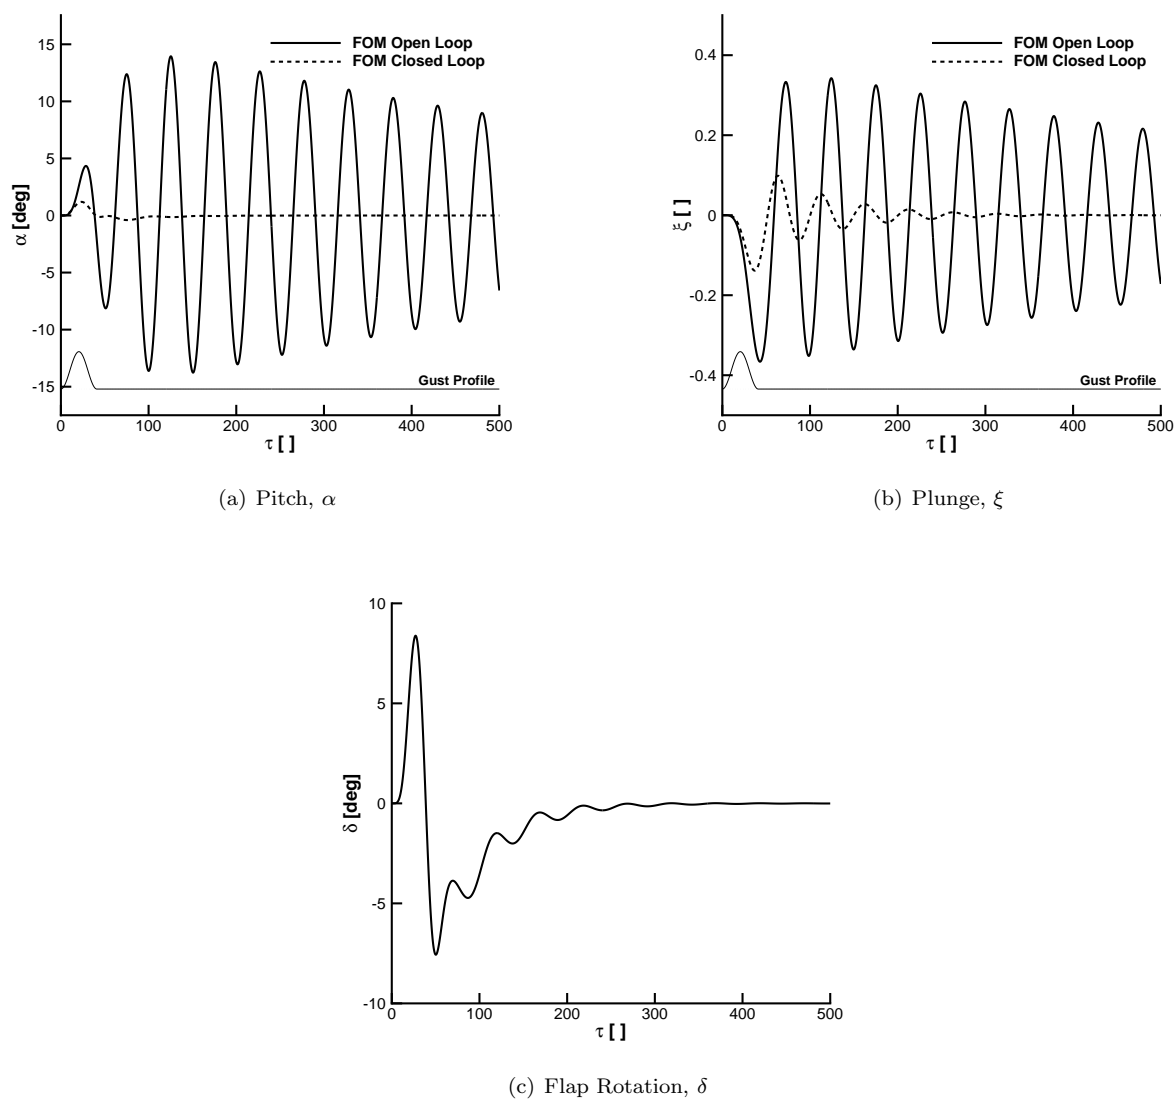 15
10
5
0
-5
-10
-15
α [deg]
FOM Open Loop
FOM Closed Loop
Gust Profile
0 100 200 300 400 500
τ [ ]
(a) Pitch, α
0.4
0.2
0
-0.2
-0.4
ξ [ ]
FOM Open Loop
FOM Closed Loop
Gust Profile
0 100 200 300 400 500
τ [ ]
(b) Plunge, ξ
10
5
0
-5
-10
δ [deg]
0 100 200 300 400 500
τ [ ]
(c) Flap Rotation, δ